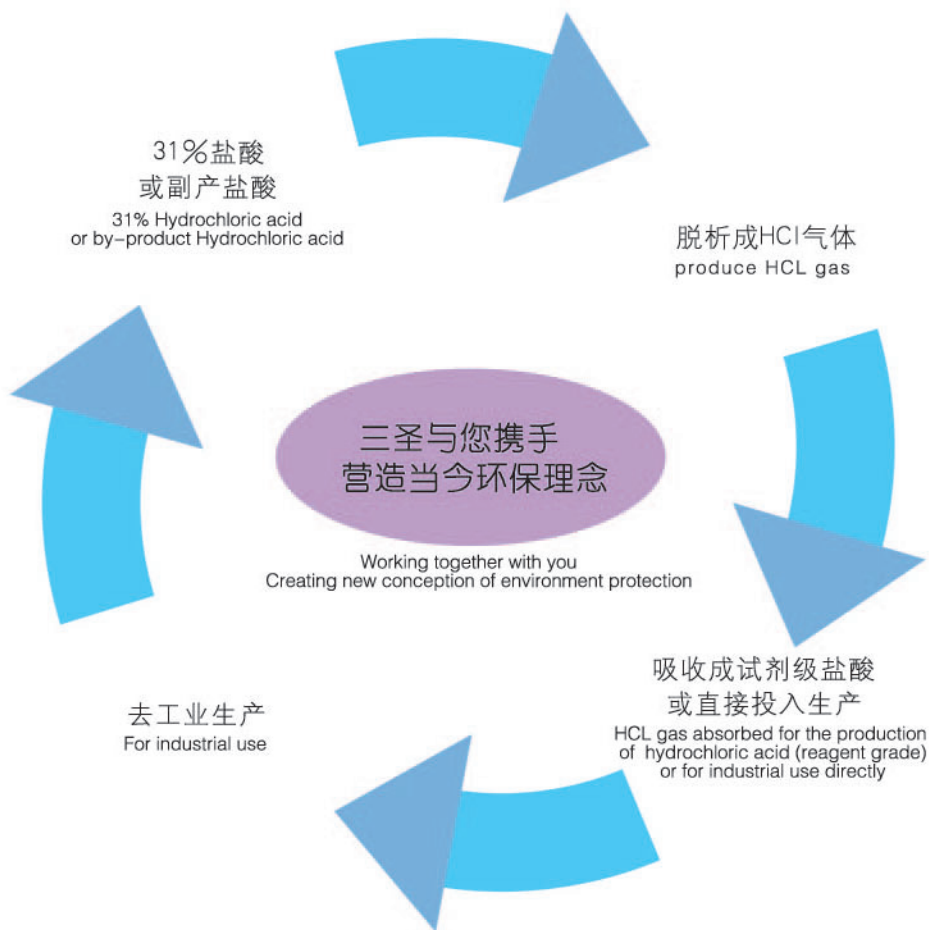 31%盐酸
或副产盐酸
31% Hydrochloric acid
or by-product Hydrochloric acid
脱析成HCl气体
produce HCL gas
三圣与您携手
营造当今环保理念
Working together with you
Creating new conception of environment protection
吸收成试剂级盐酸
或直接投入生产
HCL gas absorbed for the production
of hydrochloric acid (reagent grade)
or for industrial use directly
去工业生产
For industrial use